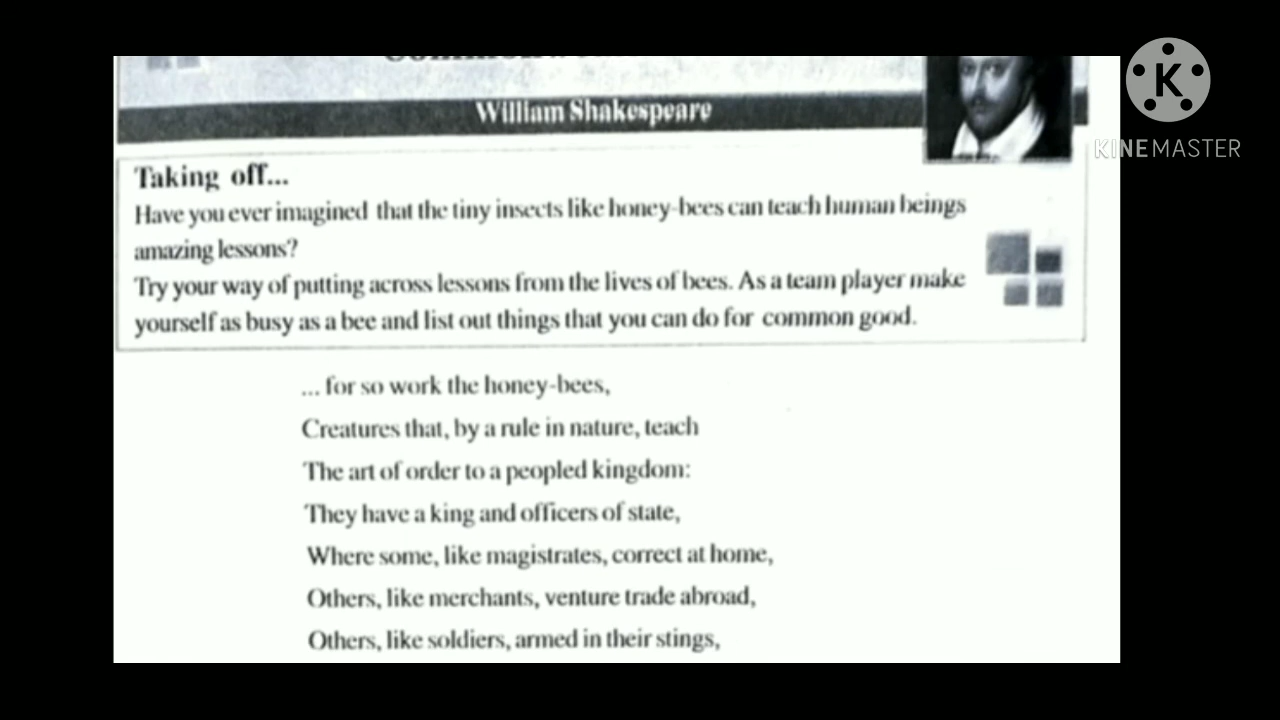 William Shakespeare
K
KINEMASTER
Taking off...
Have you ever imagined that the tiny insects like honey-bees can teach human beings
amazing lessons?
Try your way of putting across lessons from the lives of bees. As a team player make
yourself as busy as a bee and list out things that you can do for common good.
... for so work the honey-bees,
Creatures that, by a rule in nature, teach
The art of order to a peopled kingdom:
They have a king and officers of state,
Where some, like magistrates, correct at home,
Others, like merchants, venture trade abroad,
Others, like soldiers, armed in their stings,